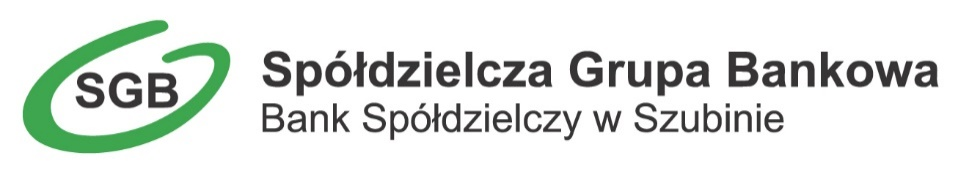 SGB
Spółdzielcza Grupa Bankowa
Bank Spółdzielczy w Szubinie